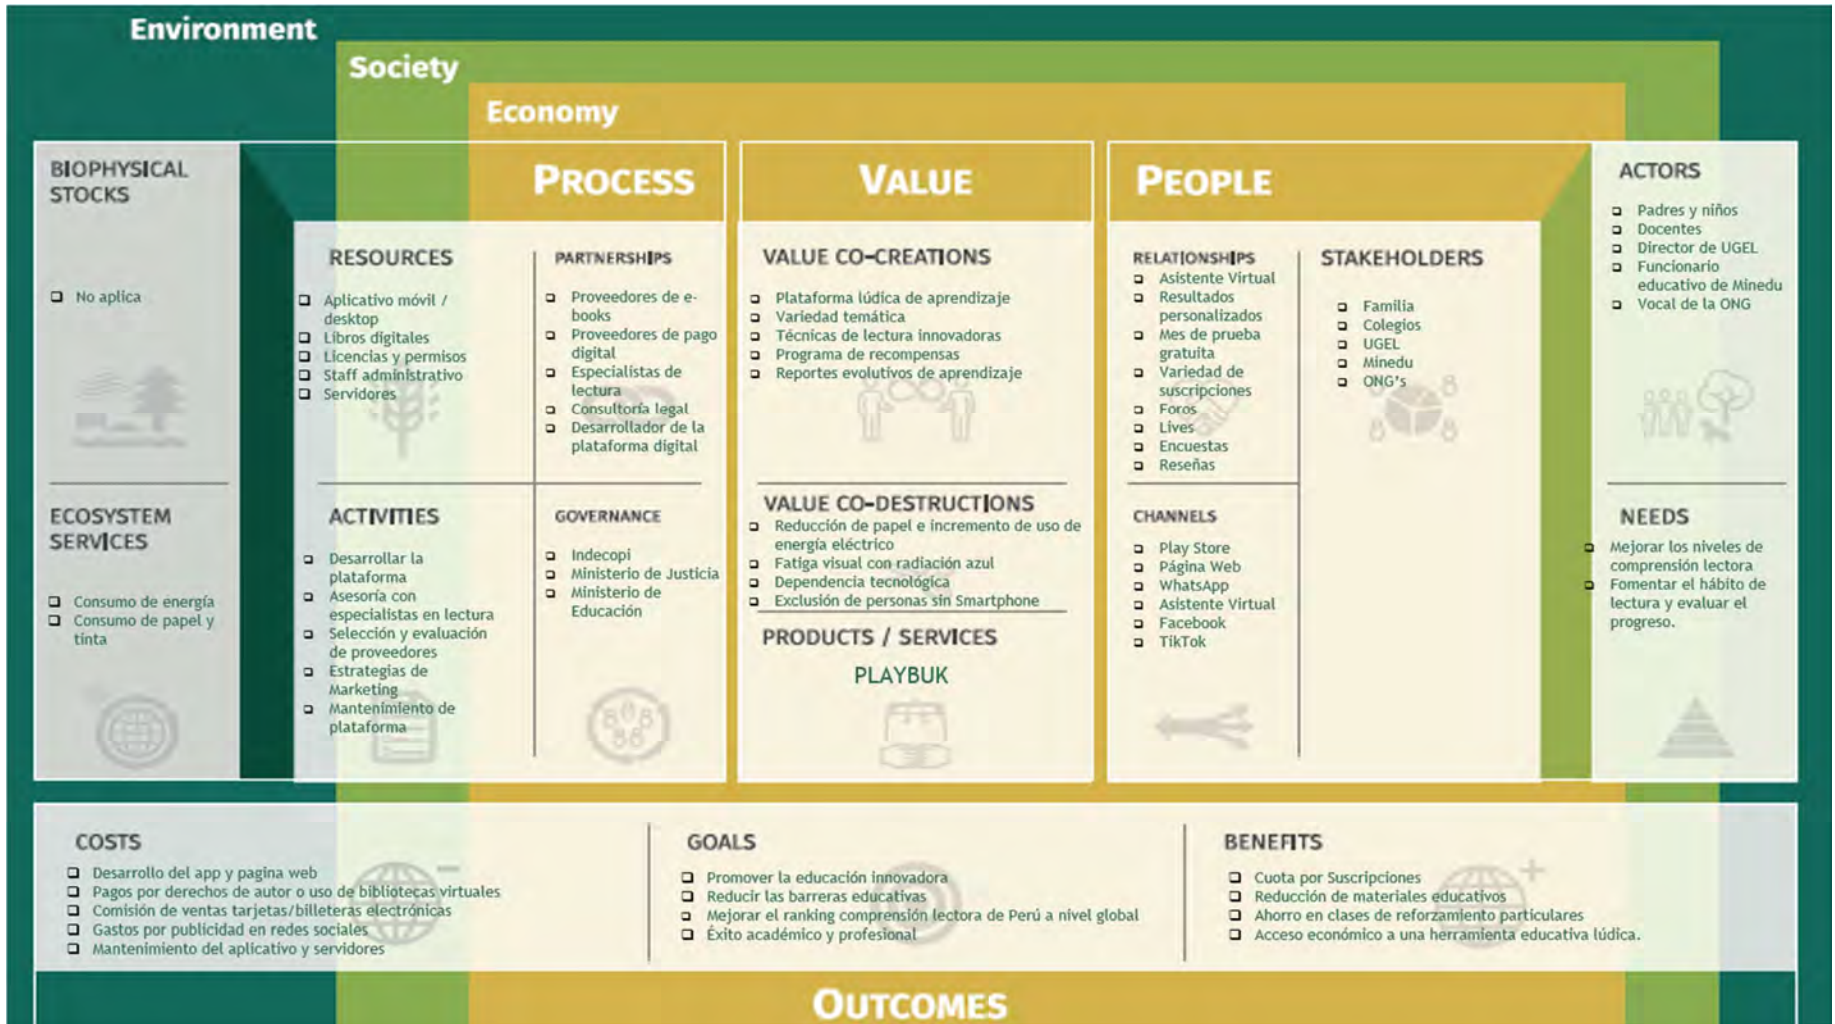 Environment
Society
Economy
BIOPHYSICAL
STOCKS
❑ No aplica
ECOSYSTEM
SERVICES
❑ Consumo de energía
❑ Consumo de papel y
tinta
PROCESS
RESOURCES
❑ Aplicativo móvil /
desktop
❑ Libros digitales
❑ Licencias y permisos
❑ Staff administrativo
❑ Servidores
PARTNERSHIPS
❑ Proveedores de e-
books
❑ Proveedores de pago
digital
❑ Especialistas de
lectura
❑ Consultoría legal
❑ Desarrollador de la
plataforma digital
ACTIVITIES
❑ Desarrollar la
plataforma
❑ Asesoría con
especialistas en lectura
❑ Selección y evaluación
de proveedores
❑ Estrategias de
Marketing
❑ Mantenimiento de
plataforma
GOVERNANCE
❑ Indecopi
❑ Ministerio de Justicia
❑ Ministerio de
Educación
VALUE
VALUE CO-CREATIONS
❑ Plataforma lúdica de aprendizaje
❑ Variedad temática
❑ Técnicas de lectura innovadoras
❑ Programa de recompensas
❑ Reportes evolutivos de aprendizaje
VALUE CO-DESTRUCTIONS
❑ Reducción de papel e incremento de uso de
energía eléctrico
❑ Fatiga visual con radiación azul
❑ Dependencia tecnológica
❑ Exclusión de personas sin Smartphone
PRODUCTS / SERVICES
PLAYBUK
PEOPLE
RELATIONSHIPS
❑ Asistente Virtual
❑ Resultados
personalizados
❑ Mes de prueba
gratuita
❑ Variedad de
suscripciones
❑ Foros
❑ Lives
❑ Encuestas
❑ Reseñas
STAKEHOLDERS
❑ Familia
❑ Colegios
❑ UGEL
❑ Minedu
❑ ONG's
CHANNELS
❑ Play Store
❑ Página Web
❑ WhatsApp
❑ Asistente Virtual
❑ Facebook
❑ TikTok
ACTORS
❑ Padres y niños
❑ Docentes
❑ Director de UGEL
❑ Funcionario
educativo de Minedu
❑ Vocal de la ONG
NEEDS
❑ Mejorar los niveles de
comprensión lectora
❑ Fomentar el hábito de
lectura y evaluar el
progreso.
COSTS
❑ Desarrollo del app y pagina web
❑ Pagos por derechos de autor o uso de bibliotecas virtuales
❑ Comisión de ventas tarjetas/billeteras electrónicas
❑ Gastos por publicidad en redes sociales
❑ Mantenimiento del aplicativo y servidores
GOALS
❑ Promover la educación innovadora
❑ Reducir las barreras educativas
❑ Mejorar el ranking comprensión lectora de Perú a nivel global
❑ Éxito académico y profesional
BENEFITS
❑ Cuota por Suscripciones
❑ Reducción de materiales educativos
❑ Ahorro en clases de reforzamiento particulares
❑ Acceso económico a una herramienta educativa lúdica.
OUTCOMES